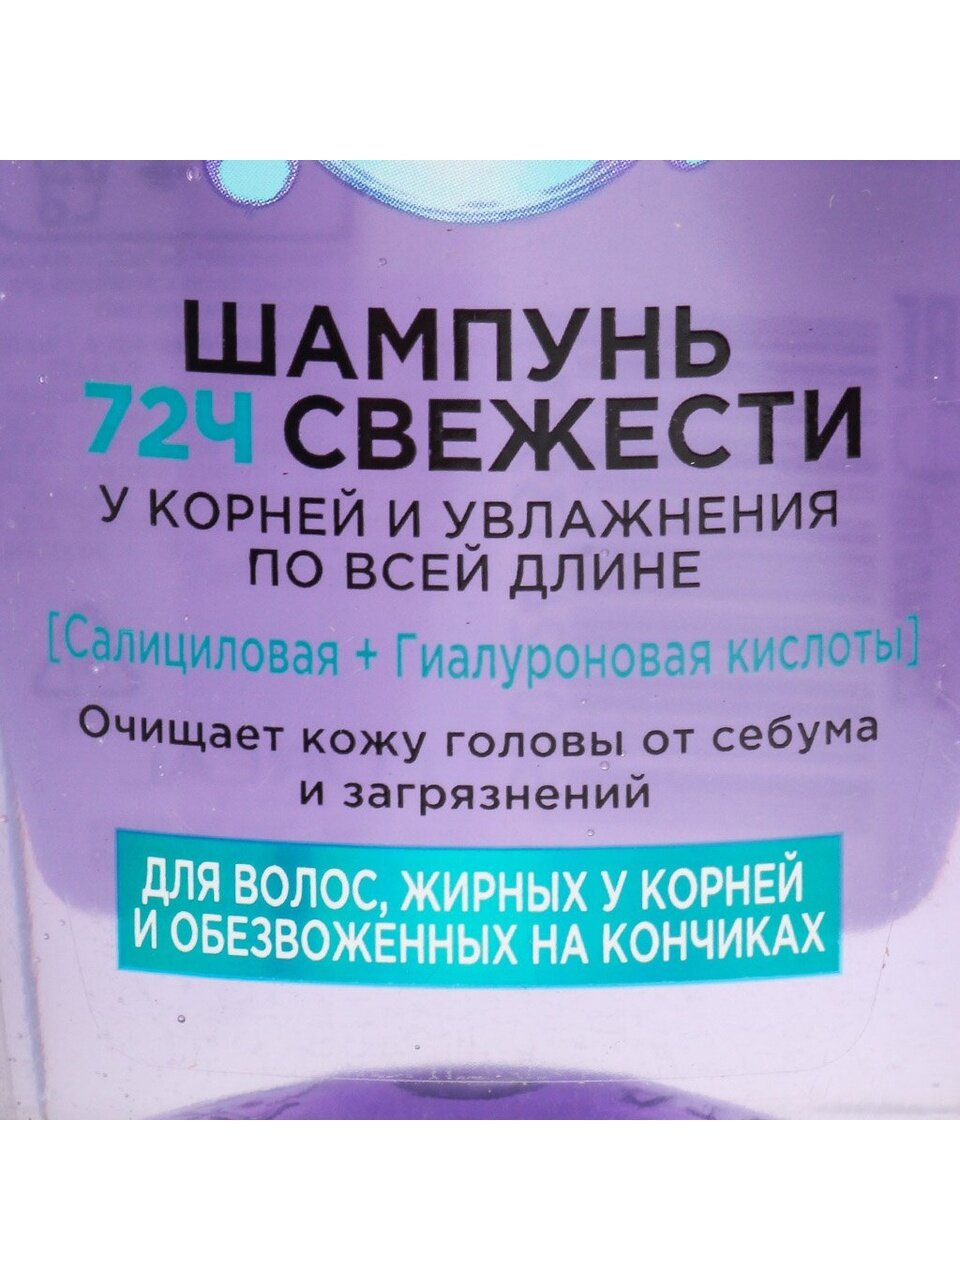 ШАМПУНЬ
72Ч СВЕЖЕСТИ
У КОРНЕЙ И УВЛАЖНЕНИЯ
ПО ВСЕЙ ДЛИНЕ
[Салициловая + Гиалуроновая кислоты]
Очищает кожу головы от себума
и загрязнений
ДЛЯ ВОЛОС, ЖИРНЫХ У КОРНЕЙ
И ОБЕЗВОЖЕННЫХ НА КОНЧИКАХ